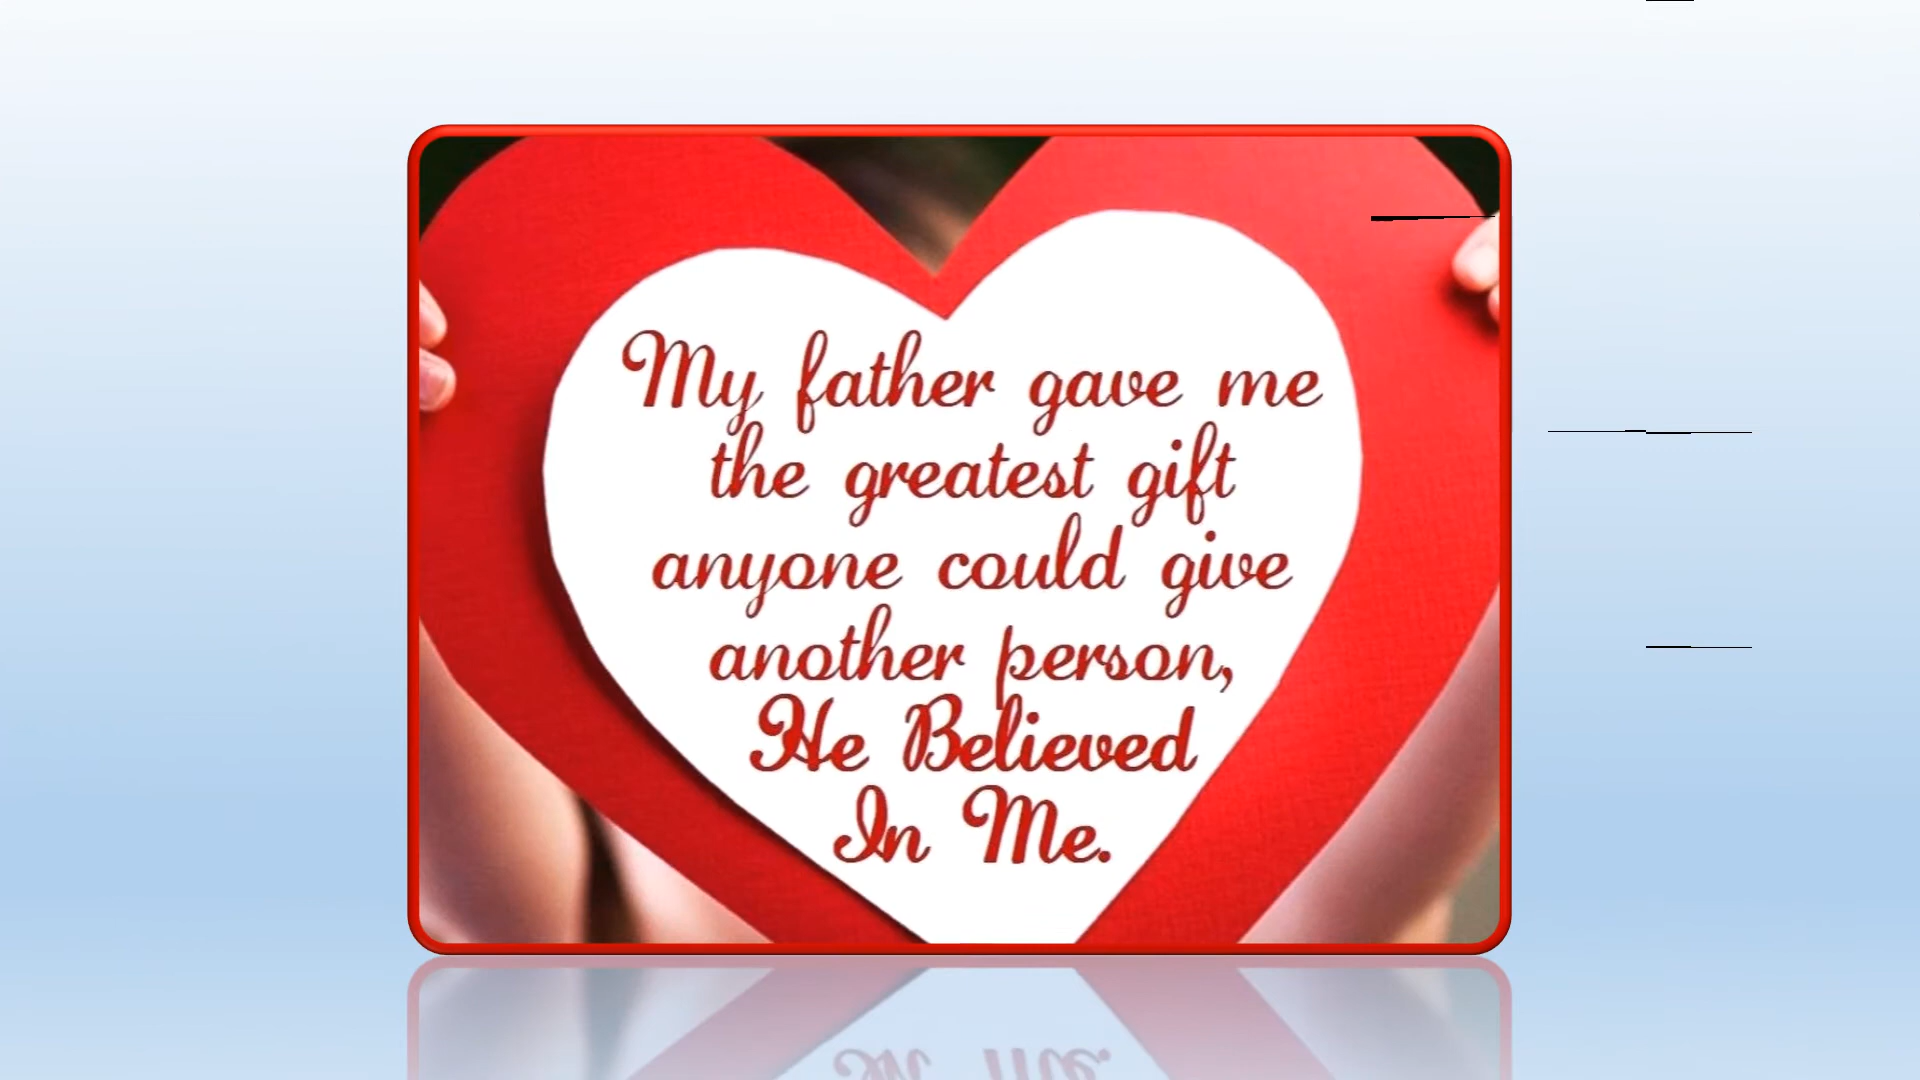 My father gave me
the greatest gift
anyone could give
another person,
He Believed
In Me.